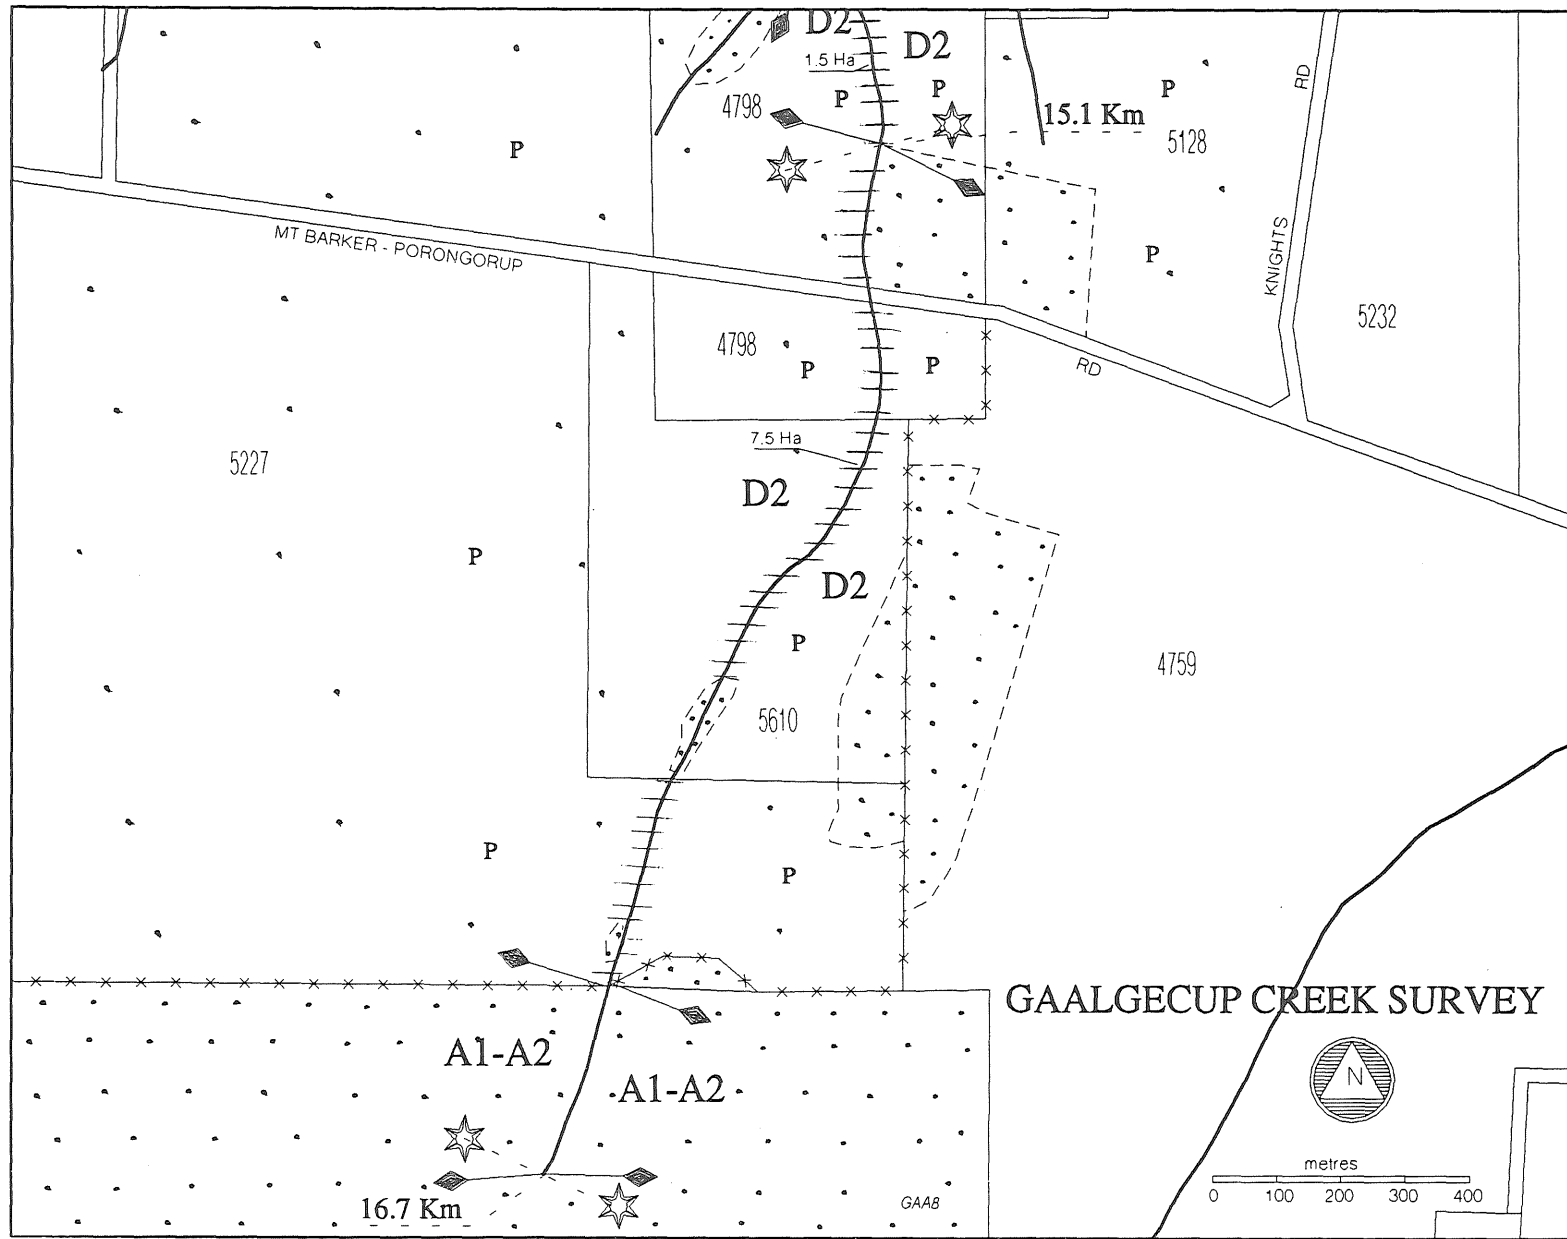 D2
D2
1.5 Ha
P
P
P
4798
15.1 Km
RD
5128
P
MT BARKER - PORONGORUP
P
KNIGHTS
5232
4798
P
P
RD
7.5 Ha
5227
D2
P
D2
P
4759
5610
P
P
GAALGECUP CREEK SURVEY
A1-A2
N
A1-A2
metres
0 100 200 300 400
16.7 Km
GAAB